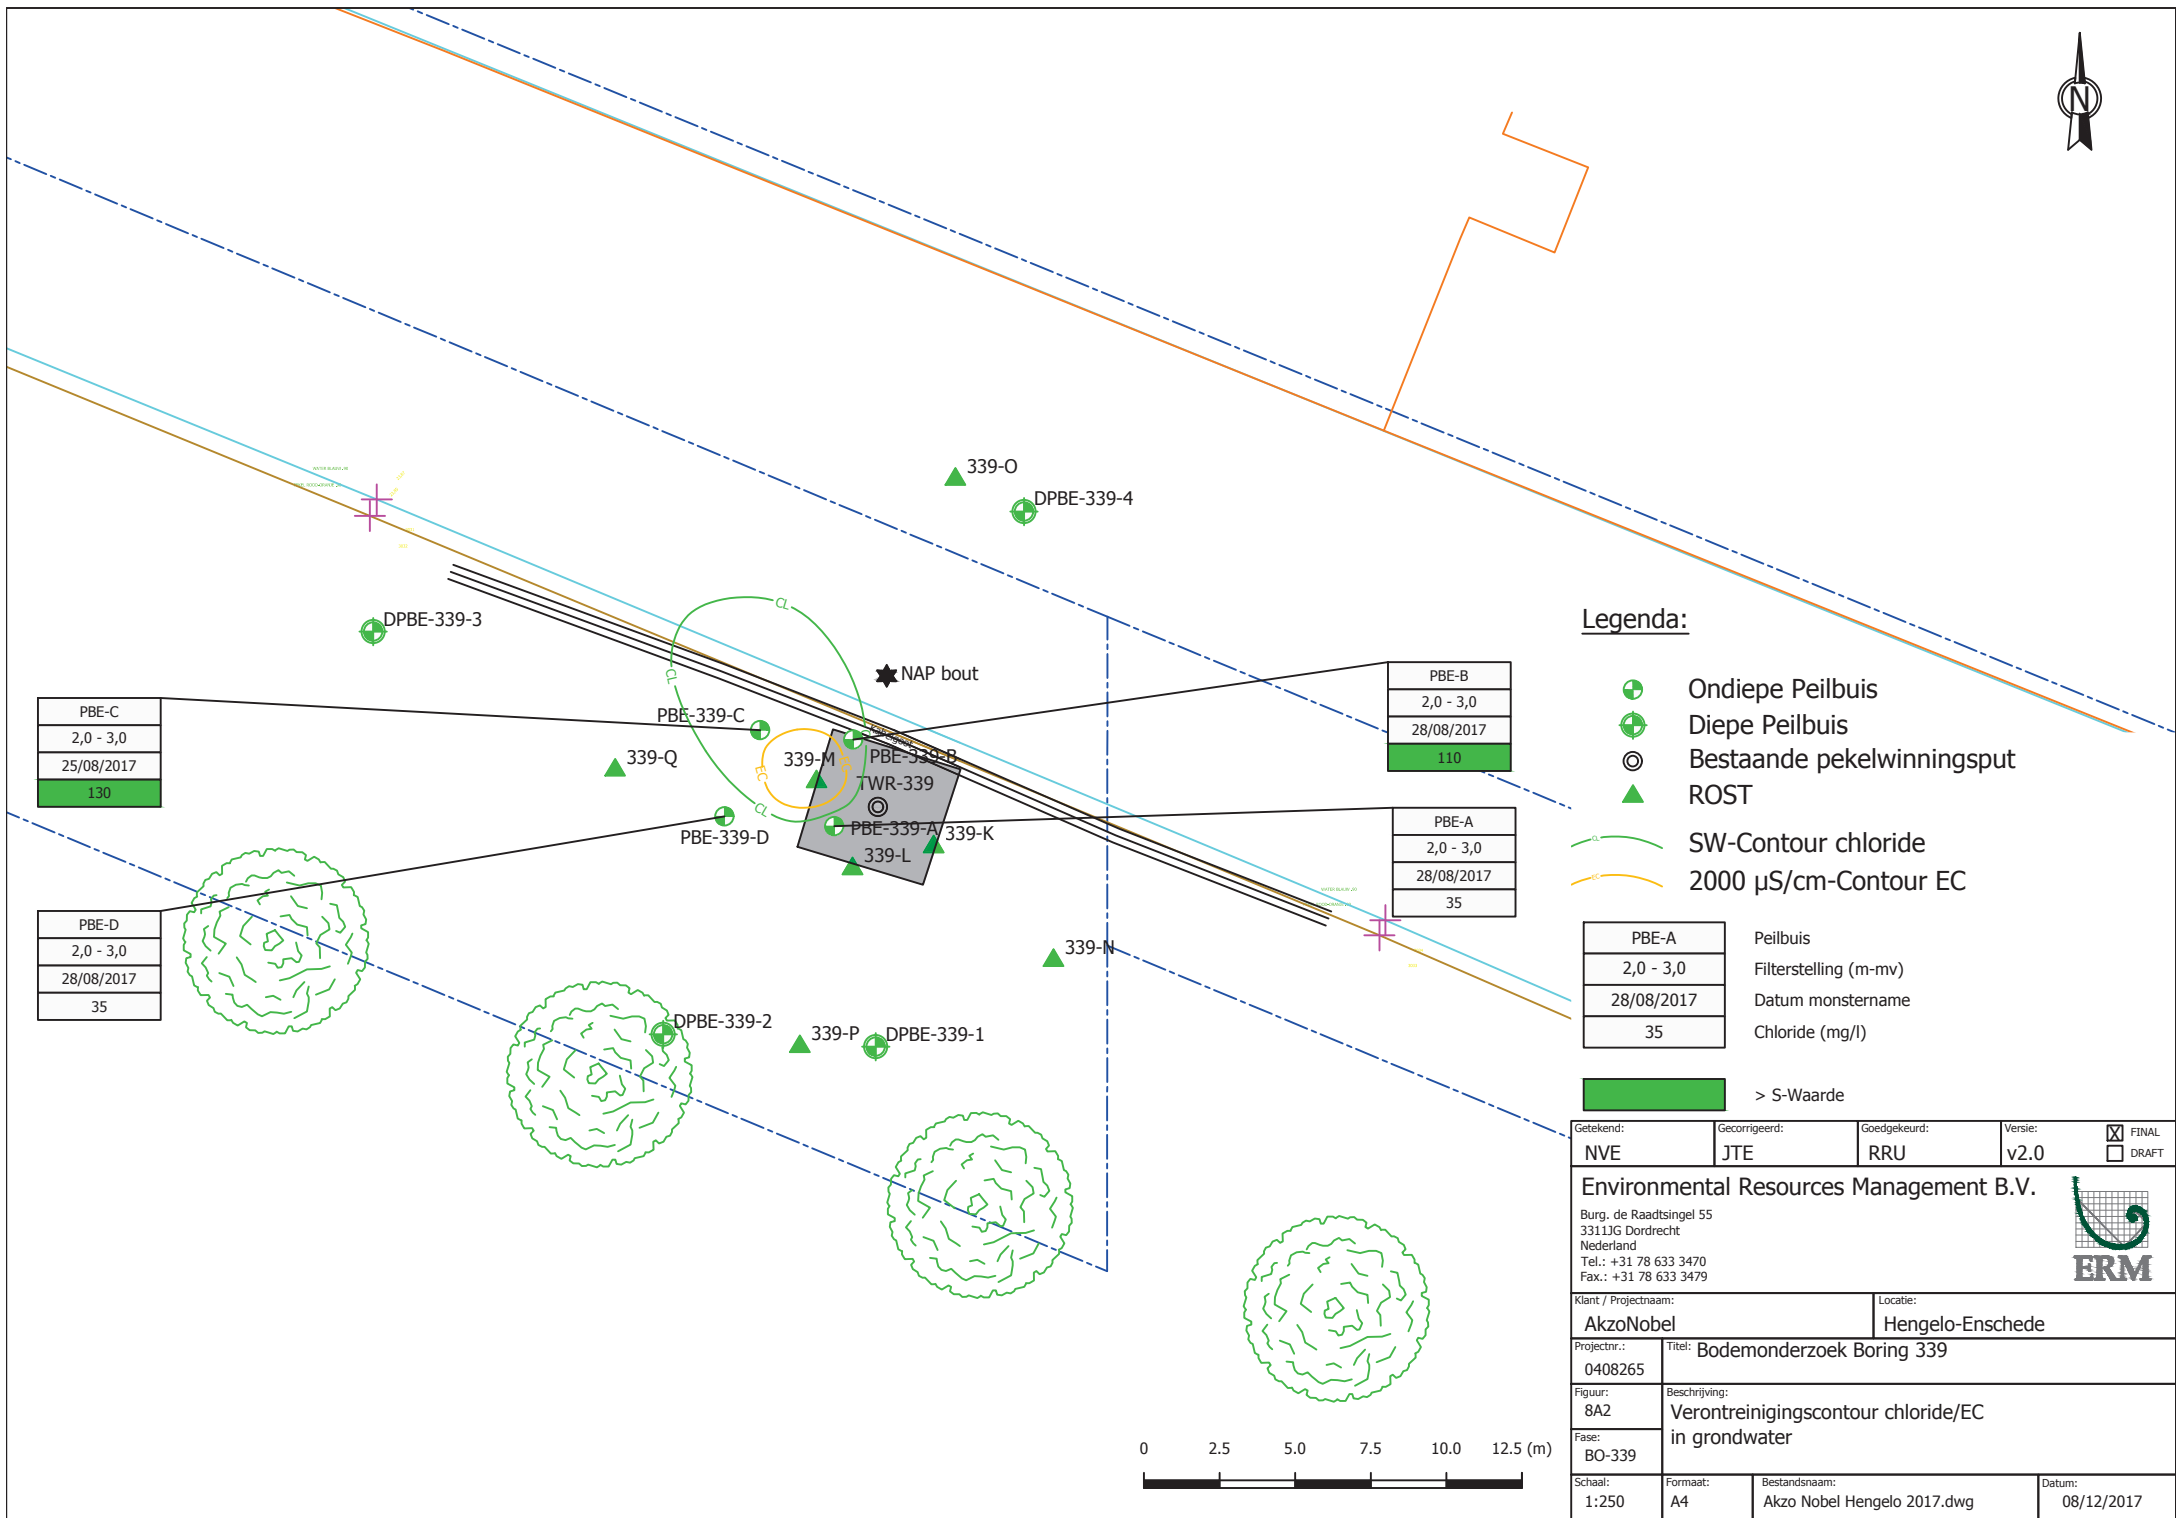 N
339-O
DPBE-339-4
DPBE-339-3
CL
CL
CL
NAP bout
PBE-339-C
PBE-339-B
339-Q
339-M
EC
TWR-339
PBE-339-D
PBE-339-A
339-K
339-L
339-N
DPBE-339-2
339-P
DPBE-339-1
PBE-C
2,0 - 3,0
25/08/2017
130
PBE-D
2,0 - 3,0
28/08/2017
35
PBE-B
2,0 - 3,0
28/08/2017
110
PBE-A
2,0 - 3,0
28/08/2017
35
Legenda:
Ondiepe Peilbuis
Diepe Peilbuis
Bestaande pekelwinningsput
ROST
CL
SW-Contour chloride
EC
2000 µS/cm-Contour EC
PBE-A Peilbuis
2,0 - 3,0 Filterstelling (m-mv)
28/08/2017 Datum monstername
35 Chloride (mg/l)
> S-Waarde
0 2.5 5.0 7.5 10.0 12.5 (m)
Getekend: Gecorrigeerd: Goedgekeurd: Versie: X FINAL
NVE JTE RRU v2.0 DRAFT
Environmental Resources Management B.V.
Burg. de Raadtsingel 55
3311JG Dordrecht
Nederland
Tel.: +31 78 633 3470
Fax.: +31 78 633 3479
ERM
Klant / Projectnaam: Locatie:
AkzoNobel Hengelo-Enschede
Projectnr.: Titel: Bodemonderzoek Boring 339
0408265
Figuur: Beschrijving:
8A2 Verontreinigingscontour chloride/EC
in grondwater
Fase:
BO-339
Schaal: Formaat: Bestandsnaam: Datum:
1:250 A4 Akzo Nobel Hengelo 2017.dwg 08/12/2017